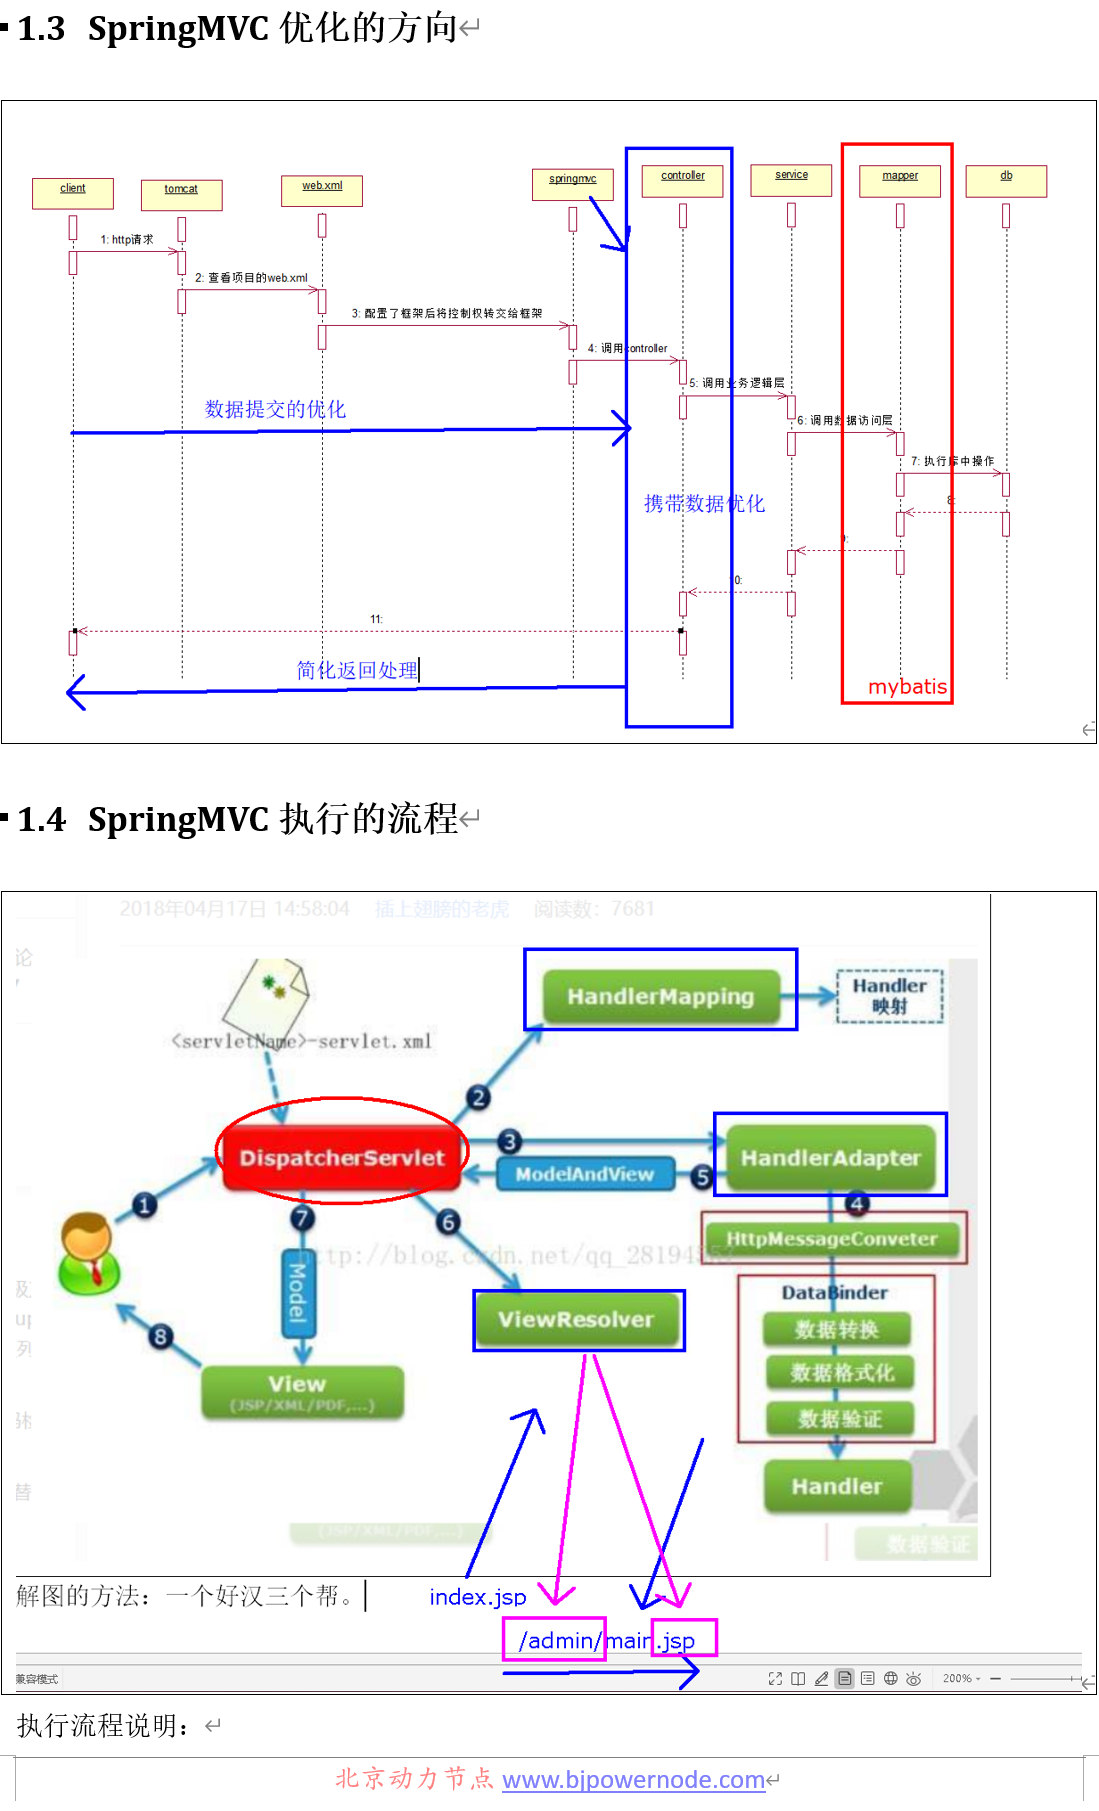 1.3 SpringMVC 优化的方向
client
tomcat
web.xml
springmvc
controller
service
mapper
db
1: http请求
2: 查看项目的web.xml
3: 配置了框架后将控制权转交给框架
4: 调用controller
5: 调用业务逻辑层
数据提交的优化
6: 调用数据访问层
7: 执行库中操作
携带数据优化
8:
9:
10:
11:
简化返回处理
mybatis
1.4 SpringMVC 执行的流程
2018年04月17日 14:58:04 插上翅膀的老虎 阅读数：7681
论
HandlerMapping
Handler
映射
<servletName>-servlet.xml
2
DispatcherServlet
3
ModelAndView
5
HandlerAdapter
1
7
6
4
HttpMessageConveter
http://blog.csdn.net/qq_28194557
Model
DataBinder
ViewResolver
数据转换
8
数据格式化
View
(JSP/XML/PDF,...)
数据验证
Handler
替
(JSP/XML/PDF,...)
数据验证
解图的方法：一个好汉三个帮。
index.jsp
/admin/main.jsp
兼容模式
200%
执行流程说明：
北京动力节点 www.bjpowernode.com